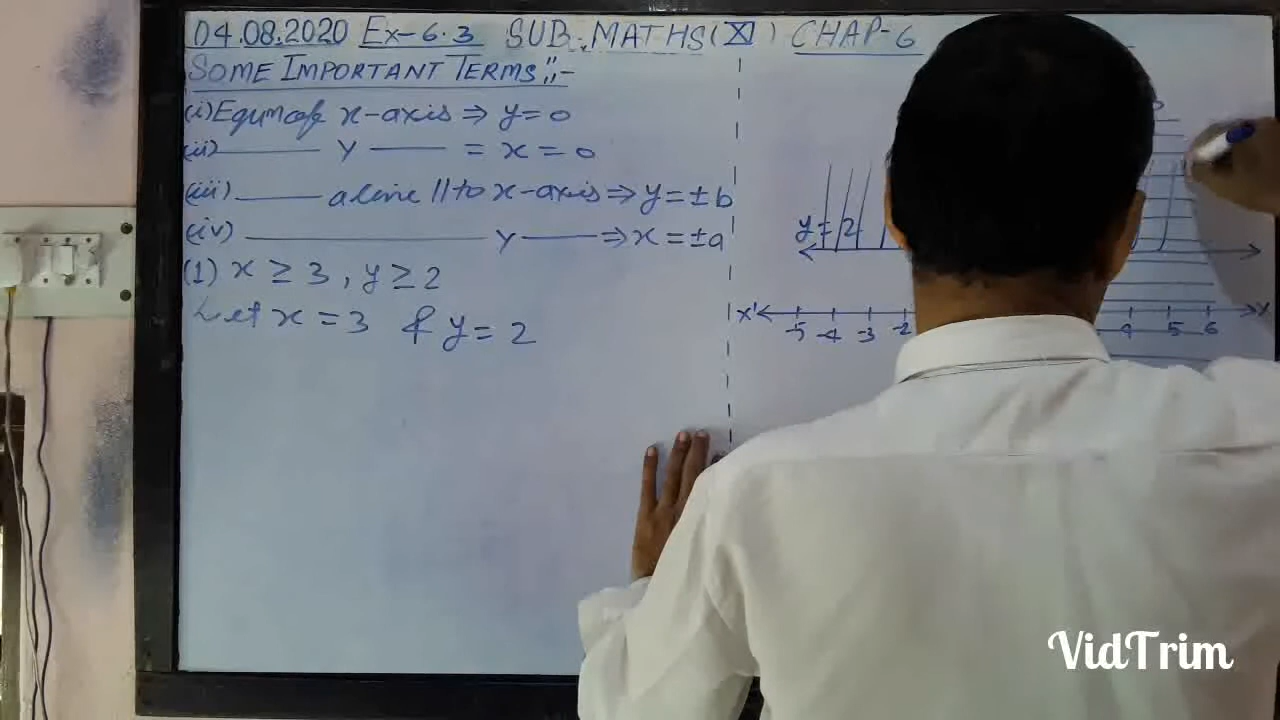 04.08.2020 Ex-6.3 SUB:MATHS(XI) CHAP-6
SOME IMPORTANT TERMS:-
(i) Equn of x-axis ⇒ y=0
(ii) ——— Y ——— = x=0
(iii) ——— a line || to x-axis ⇒ y=±b
(iv) ——————— Y ——— ⇒ x=±a
(1) x ≥ 3, y ≥ 2
Let x=3 & y=2
y=2
X' -5 -4 -3 -2 4 5 6 X
VidTrim